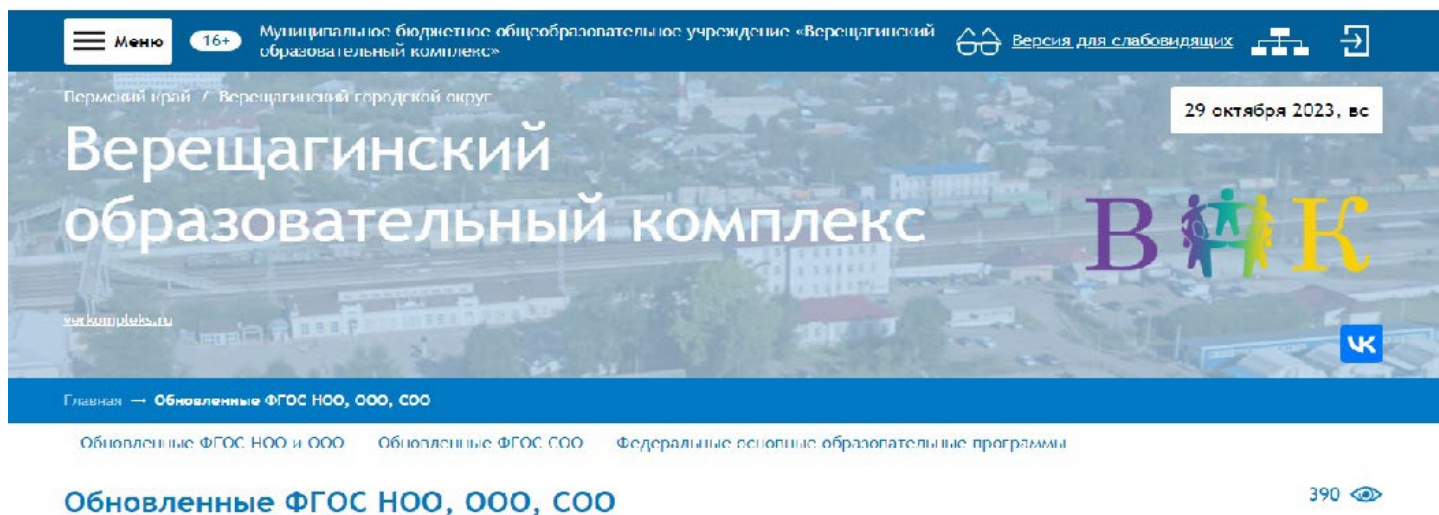 Меню
16+
Муниципальное бюджетное общеобразовательное учреждение «Верещагинский
образовательный комплекс»
Версия для слабовидящих
Пермский край / Верещагинский городской округ
29 октября 2023, вс
Верещагинский
образовательный комплекс
В К
verkompleks.ru
Главная → Обновленные ФГОС НОО, ООО, СОО
Обновленные ФГОС НОО и ООО Обновленные ФГОС СОО Федеральные основные образовательные программы
Обновленные ФГОС НОО, ООО, СОО
390